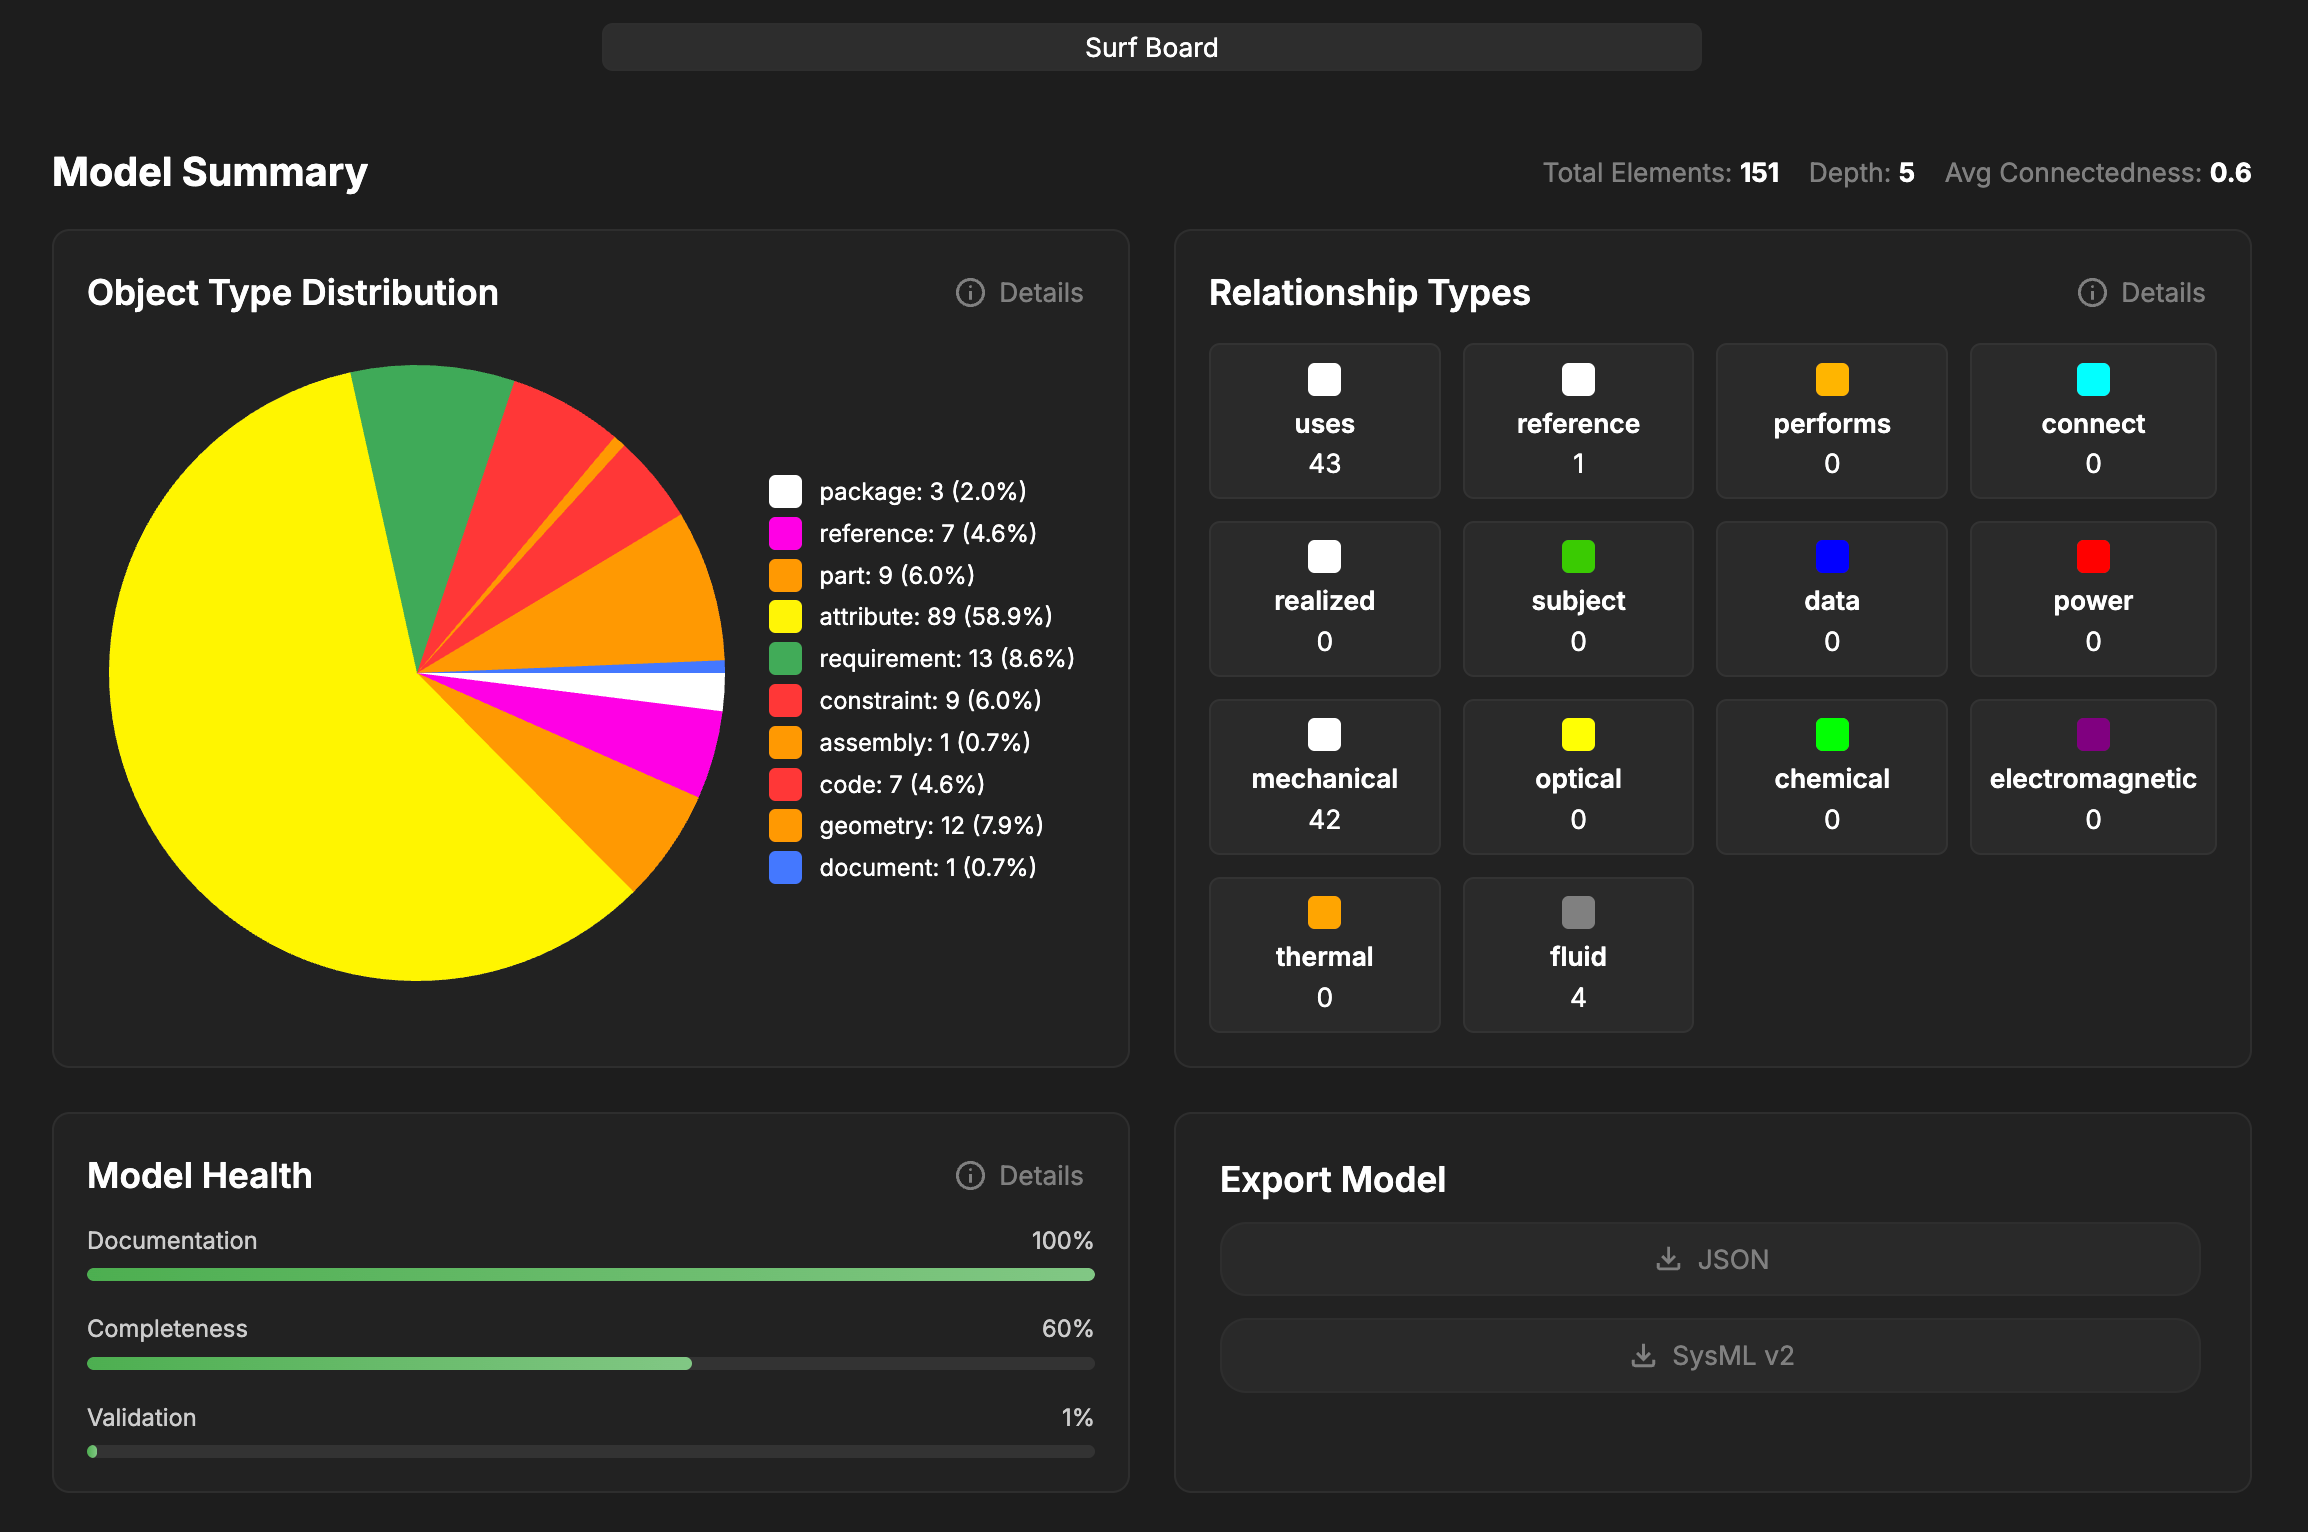 Surf Board
Model Summary
Total Elements: 151 Depth: 5 Avg Connectedness: 0.6
Object Type Distribution
Details
package: 3 (2.0%)
reference: 7 (4.6%)
part: 9 (6.0%)
attribute: 89 (58.9%)
requirement: 13 (8.6%)
constraint: 9 (6.0%)
assembly: 1 (0.7%)
code: 7 (4.6%)
geometry: 12 (7.9%)
document: 1 (0.7%)
Relationship Types
Details
uses
43
reference
1
performs
0
connect
0
realized
0
subject
0
data
0
power
0
mechanical
42
optical
0
chemical
0
electromagnetic
0
thermal
0
fluid
4
Model Health
Details
Documentation 100%
Completeness 60%
Validation 1%
Export Model
JSON
SysML v2